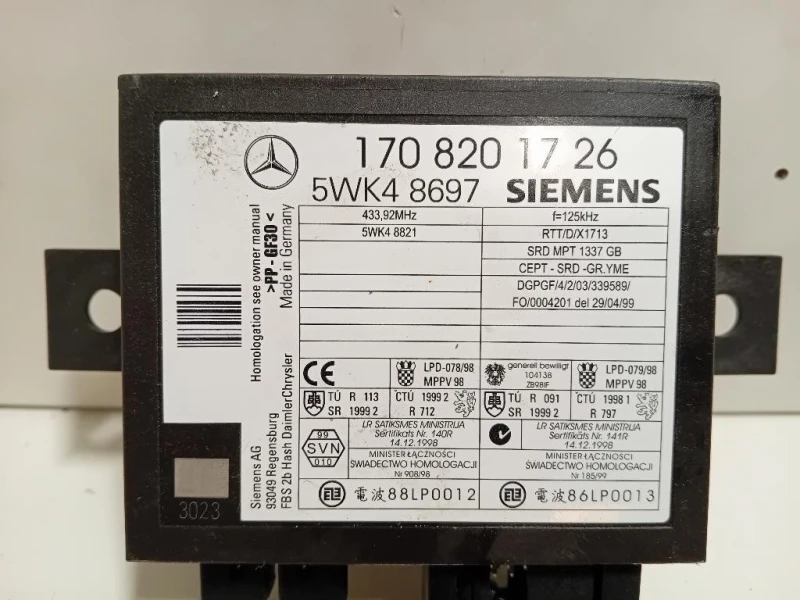 170 820 17 26
5WK4 8697 SIEMENS
433,92MHz f=125kHz
5WK4 8821 RTT/D/X1713
SRD MPT 1337 GB
CEPT - SRD -GR.YME
DGPGF/4/2/03/339589/
FO/0004201 del 29/04/99
Homologation see owner manual
>PP - GF30<
Made in Germany
CE
LPD-078/98
MPPV 98
generell bewilligt
104138
ZB98IF
LPD-079/98
MPPV 98
TÚ R 113
SR 1999 2
ČTÚ 1999 2
R 712
TÚ R 091
SR 1999 2
ČTÚ 1998 1
R 797
99
SVN
010
LR SATIKSMES MINISTRIJA
Sertifikāts Nr. 140R
14.12.1998
LR SATIKSMES MINISTRIJA
Sertifikāts Nr. 141R
14.12.1998
MINISTER ŁĄCZNOŚCI
ŚWIADECTWO HOMOLOGACJI
Nr 908/98
MINISTER ŁĄCZNOŚCI
ŚWIADECTWO HOMOLOGACJI
Nr 185/99
電波88LP0012
電波86LP0013
Siemens AG
93049 Regensburg
FBS 2b Hash DaimlerChrysler
3023